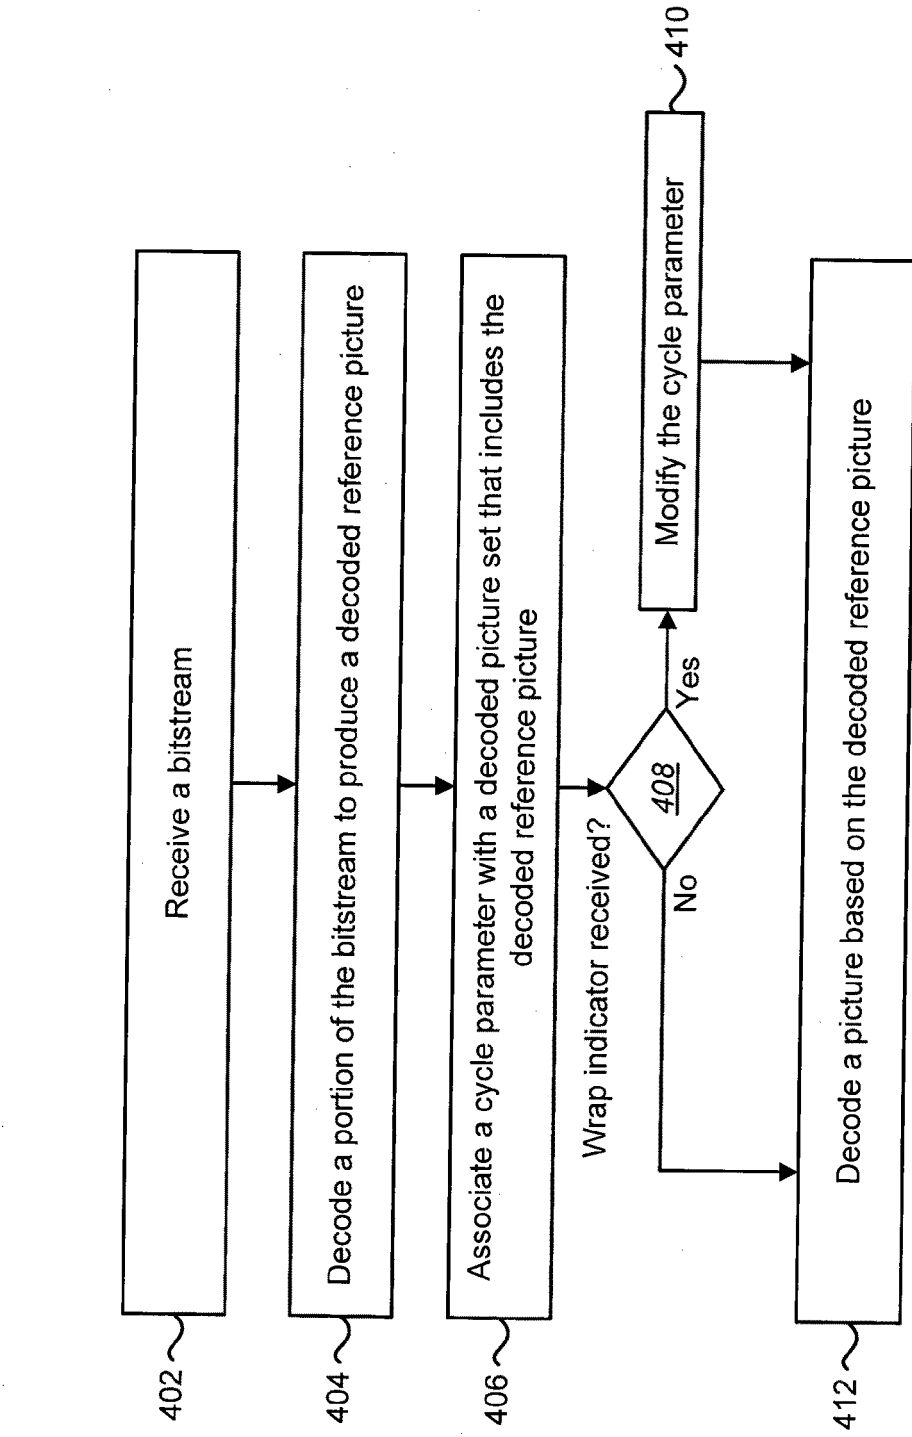 402
Receive a bitstream
404
Decode a portion of the bitstream to produce a decoded reference picture
406
Associate a cycle parameter with a decoded picture set that includes the
decoded reference picture
Wrap indicator received?
408
No
Yes
Modify the cycle parameter
410
412
Decode a picture based on the decoded reference picture